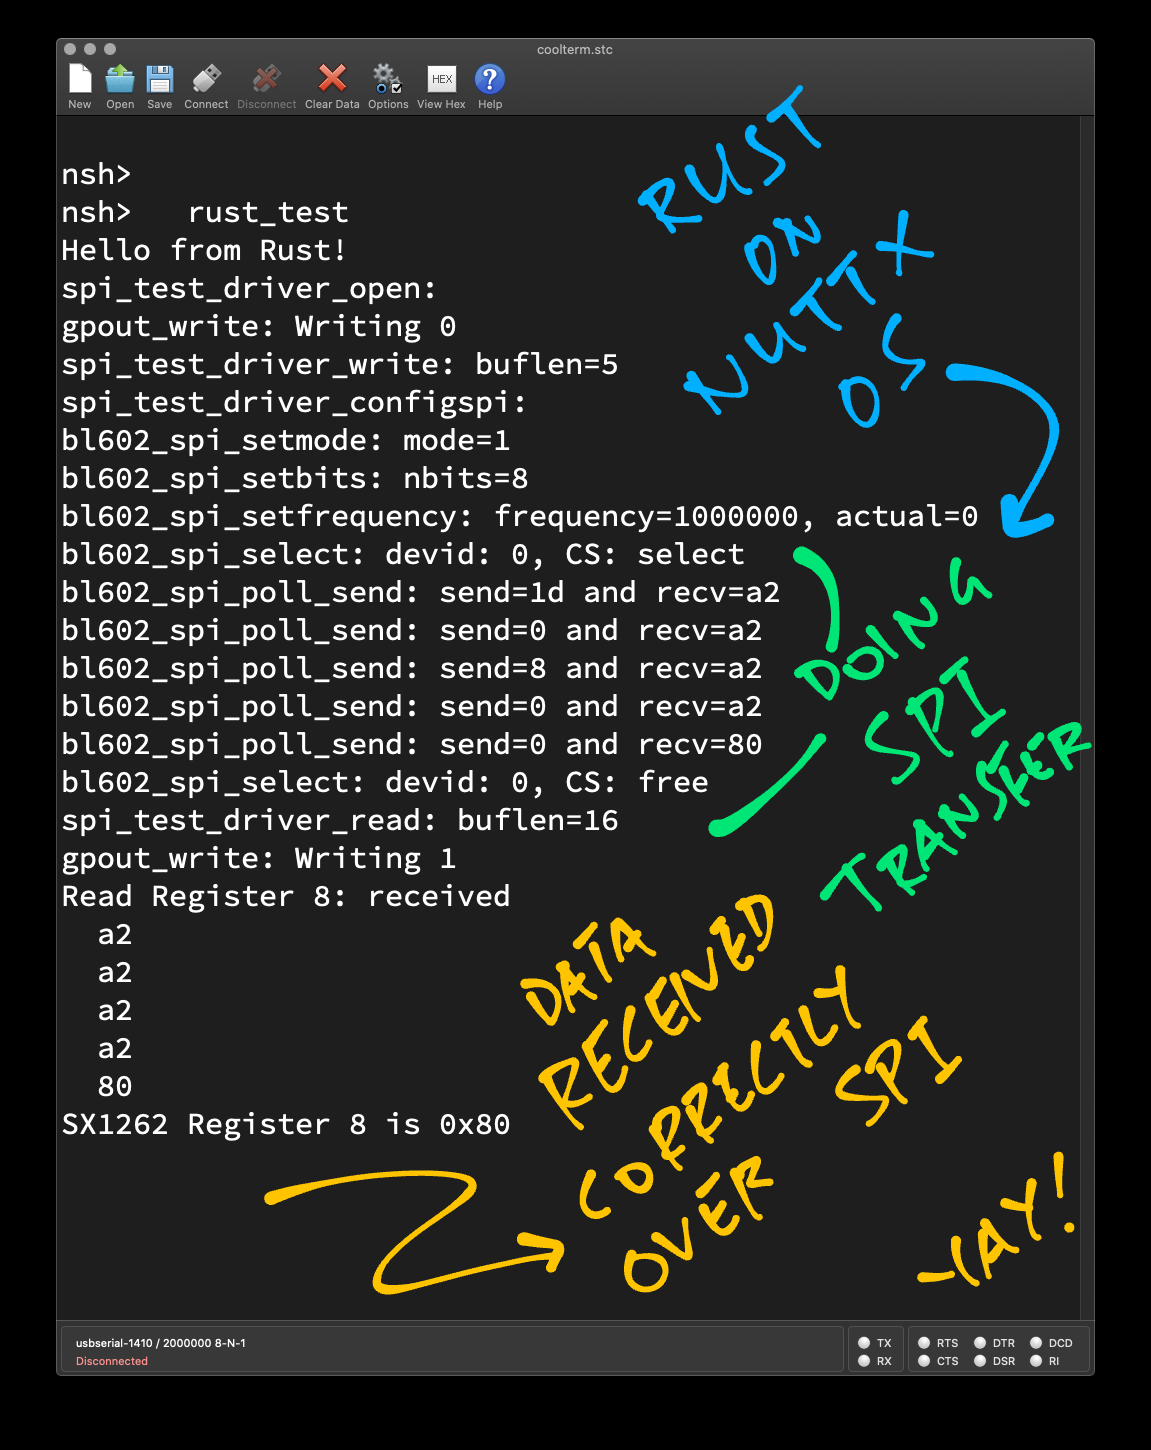 coolterm.stc
New Open Save Connect Disconnect Clear Data Options HEX View Hex ? Help
nsh>
nsh>   rust_test
Hello from Rust!
spi_test_driver_open:
gpout_write: Writing 0
spi_test_driver_write: buflen=5
spi_test_driver_configspi:
bl602_spi_setmode: mode=1
bl602_spi_setbits: nbits=8
bl602_spi_setfrequency: frequency=1000000, actual=0
bl602_spi_select: devid: 0, CS: select
bl602_spi_poll_send: send=1d and recv=a2
bl602_spi_poll_send: send=0 and recv=a2
bl602_spi_poll_send: send=8 and recv=a2
bl602_spi_poll_send: send=0 and recv=a2
bl602_spi_poll_send: send=0 and recv=80
bl602_spi_select: devid: 0, CS: free
spi_test_driver_read: buflen=16
gpout_write: Writing 1
Read Register 8: received
  a2
  a2
  a2
  a2
  80
SX1262 Register 8 is 0x80
RUST
ON
NUTTX
OS
DOING
SPI
TRANSFER
DATA
RECEIVED
CORRECTLY
OVER
SPI
YAY!
usbserial-1410 / 2000000 8-N-1
Disconnected
TX RTS DTR DCD
RX CTS DSR RI